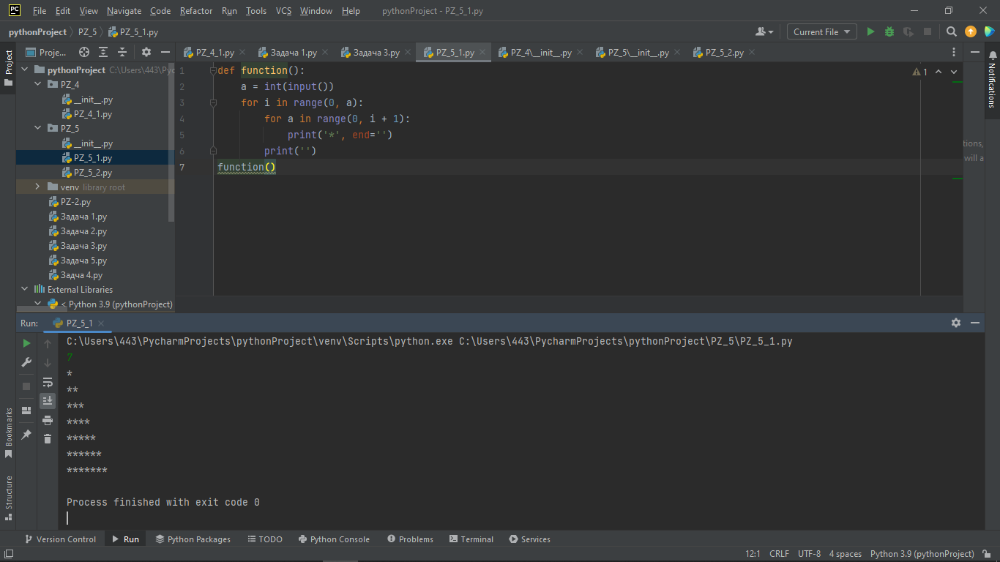 PC File Edit View Navigate Code Refactor Run Tools VCS Window Help pythonProject - PZ_5_1.py
pythonProject PZ_5 PZ_5_1.py Current File
Project Proje... PZ_4_1.py Задача 1.py Задача 3.py PZ_5_1.py PZ_4\__init__.py PZ_5\__init__.py PZ_5_2.py Notifications
pythonProject C:\Users\443\Pyc
PZ_4
__init__.py
PZ_4_1.py
PZ_5
__init__.py
PZ_5_1.py
PZ_5_2.py
venv library root
PZ-2.py
Задача 1.py
Задача 2.py
Задача 3.py
Задача 5.py
Задча 4.py
External Libraries
< Python 3.9 (pythonProject)
1 def function():
2 a = int(input())
3 for i in range(0, a):
4 for a in range(0, i + 1):
5 print('*', end='')
6 print('')
7 function()
1
tions,
will a
Run: PZ_5_1
C:\Users\443\PycharmProjects\pythonProject\venv\Scripts\python.exe C:\Users\443\PycharmProjects\pythonProject\PZ_5\PZ_5_1.py
7
*
**
***
****
*****
******
*******
Process finished with exit code 0
Bookmarks
Structure
Version Control Run Python Packages TODO Python Console Problems Terminal Services
12:1 CRLF UTF-8 4 spaces Python 3.9 (pythonProject)